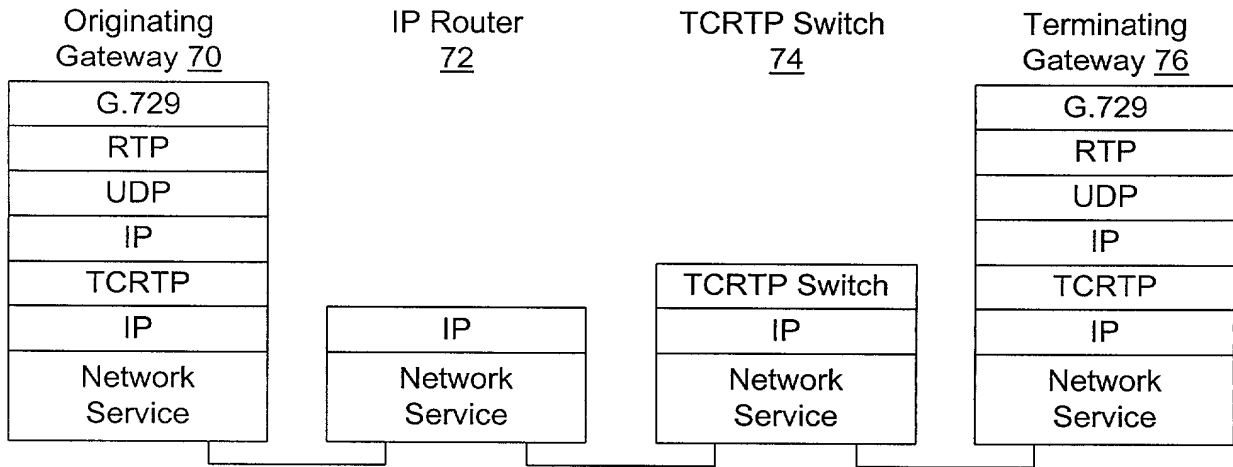 Originating
Gateway 70
G.729
RTP
UDP
IP
TCRTP
IP
Network
Service
IP Router
72
IP
Network
Service
TCRTP Switch
74
TCRTP Switch
IP
Network
Service
Terminating
Gateway 76
G.729
RTP
UDP
IP
TCRTP
IP
Network
Service